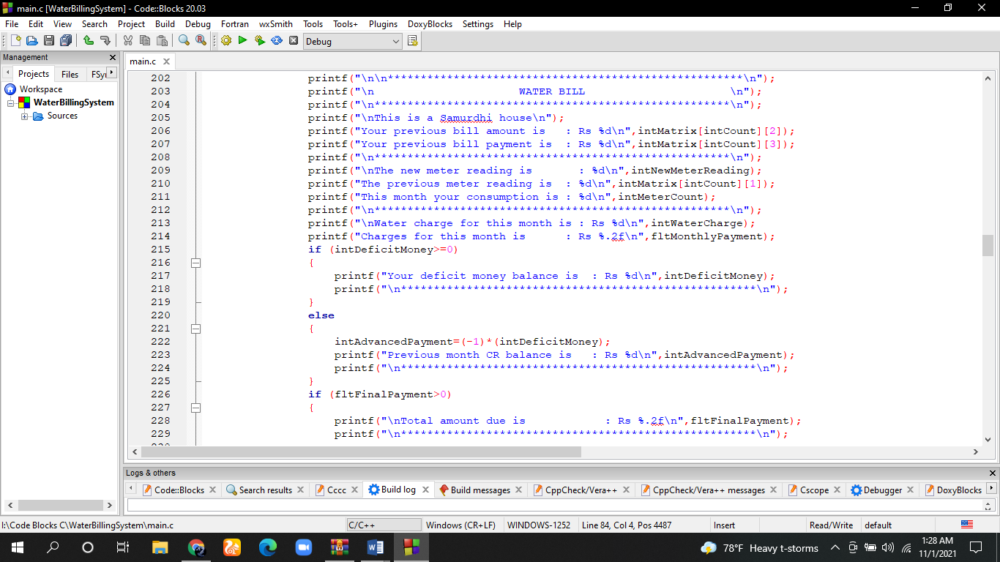 main.c [WaterBillingSystem] - Code::Blocks 20.03
File Edit View Search Project Build Debug Fortran wxSmith Tools Tools+ Plugins DoxyBlocks Settings Help
Debug
Management
main.c
Projects Files FSy
Workspace
WaterBillingSystem
Sources
202 printf("\n\n******************************************************\n");
203 printf("\n                      WATER BILL                      \n");
204 printf("\n******************************************************\n");
205 printf("\nThis is a Samurdhi house\n");
206 printf("Your previous bill amount is   : Rs %d\n",intMatrix[intCount][2]);
207 printf("Your previous bill payment is  : Rs %d\n",intMatrix[intCount][3]);
208 printf("\n******************************************************\n");
209 printf("\nThe new meter reading is       : %d\n",intNewMeterReading);
210 printf("The previous meter reading is  : %d\n",intMatrix[intCount][1]);
211 printf("This month your consumption is : %d\n",intMeterCount);
212 printf("\n******************************************************\n");
213 printf("\nWater charge for this month is : Rs %d\n",intWaterCharge);
214 printf("Charges for this month is      : Rs %.2f\n",fltMonthlyPayment);
215 if (intDeficitMoney>=0)
216 {
217 printf("Your deficit money balance is  : Rs %d\n",intDeficitMoney);
218 printf("\n******************************************************\n");
219 }
220 else
221 {
222 intAdvancedPayment=(-1)*(intDeficitMoney);
223 printf("Previous month CR balance is   : Rs %d\n",intAdvancedPayment);
224 printf("\n******************************************************\n");
225 }
226 if (fltFinalPayment>0)
227 {
228 printf("\nTotal amount due is            : Rs %.2f\n",fltFinalPayment);
229 printf("\n******************************************************\n");
Logs & others
Code::Blocks Search results Cccc Build log Build messages CppCheck/Vera++ CppCheck/Vera++ messages Cscope Debugger DoxyBlocks
I:\Code Blocks C\WaterBillingSystem\main.c C/C++ Windows (CR+LF) WINDOWS-1252 Line 84, Col 4, Pos 4487 Insert Read/Write default
78°F Heavy t-storms
1:28 AM
11/1/2021